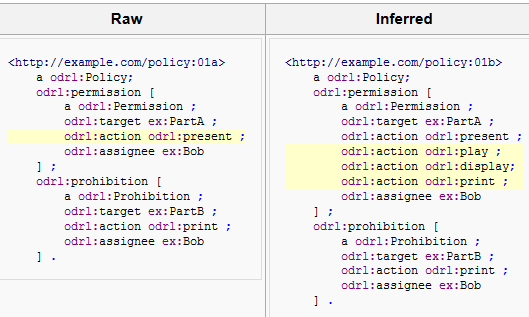 Raw
<http://example.com/policy:01a>
a odrl:Policy;
odrl:permission [
a odrl:Permission ;
odrl:target ex:PartA ;
odrl:action odrl:present ;
odrl:assignee ex:Bob
] ;
odrl:prohibition [
a odrl:Prohibition ;
odrl:target ex:PartB ;
odrl:action odrl:print ;
odrl:assignee ex:Bob
] .
Inferred
<http://example.com/policy:01b>
a odrl:Policy;
odrl:permission [
a odrl:Permission ;
odrl:target ex:PartA ;
odrl:action odrl:present ;
odrl:action odrl:play ;
odrl:action odrl:display;
odrl:action odrl:print ;
odrl:assignee ex:Bob
] ;
odrl:prohibition [
a odrl:Prohibition ;
odrl:target ex:PartB ;
odrl:action odrl:print ;
odrl:assignee ex:Bob
] .